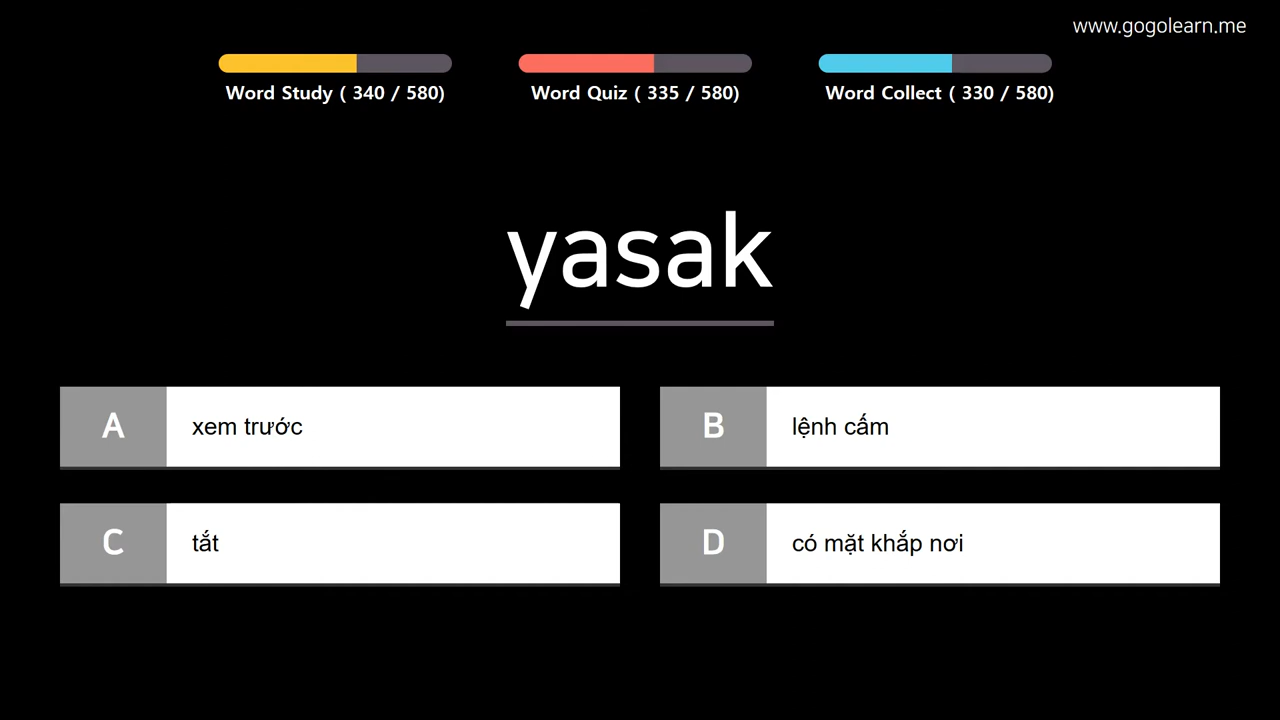 www.gogolearn.me
Word Study ( 340 / 580)
Word Quiz ( 335 / 580)
Word Collect ( 330 / 580)
yasak
A xem trước
B lệnh cấm
C tắt
D có mặt khắp nơi